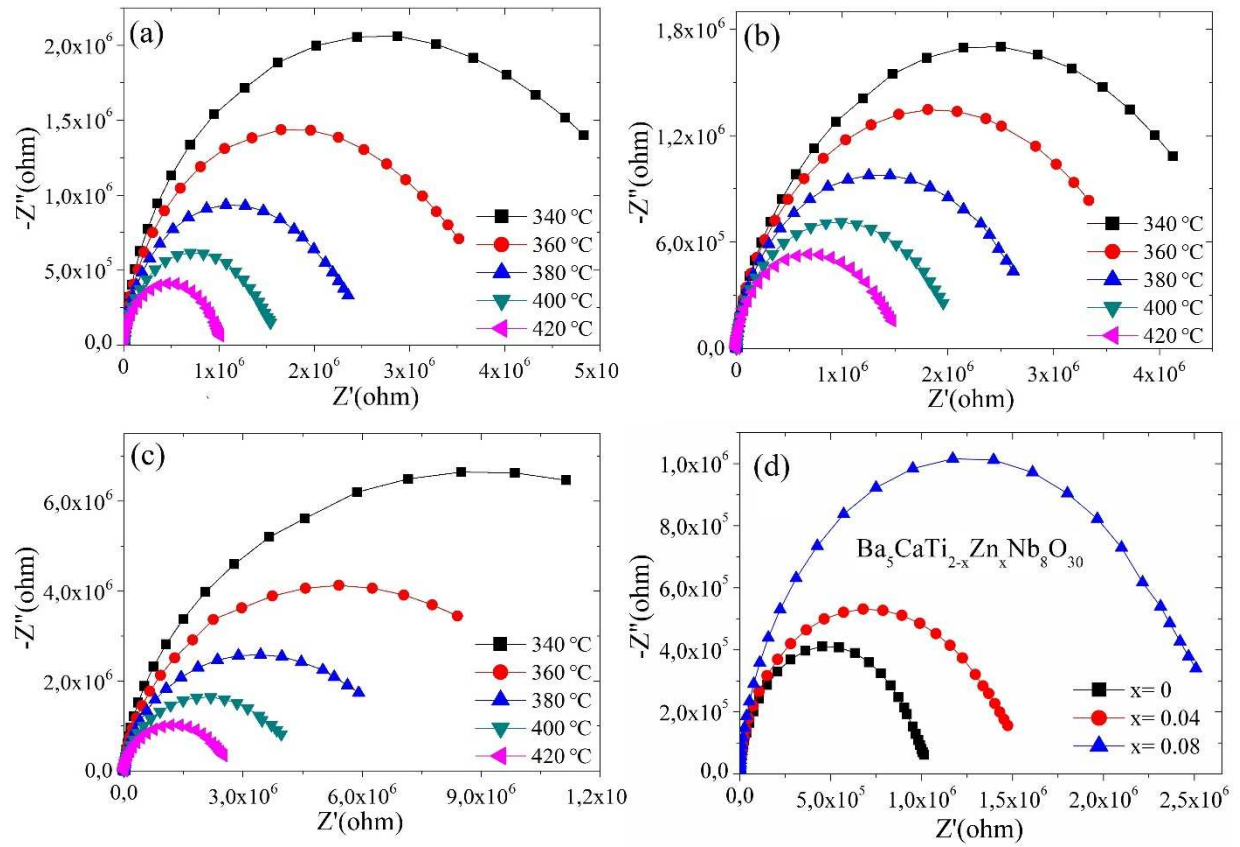 (a)
2,0x10⁶
1,5x10⁶
1,0x10⁶
5,0x10⁵
0,0
-Z''(ohm)
340 °C
360 °C
380 °C
400 °C
420 °C
0,0
1x10⁶
2x10⁶
3x10⁶
4x10⁶
5x10
Z'(ohm)
(b)
1,8x10⁶
1,2x10⁶
6,0x10⁵
0,0
-Z''(ohm)
340 °C
360 °C
380 °C
400 °C
420 °C
0
1x10⁶
2x10⁶
3x10⁶
4x10⁶
Z'(ohm)
(c)
6,0x10⁶
4,0x10⁶
2,0x10⁶
0,0
-Z''(ohm)
340 °C
360 °C
380 °C
400 °C
420 °C
0,0
3,0x10⁶
6,0x10⁶
9,0x10⁶
1,2x10
Z'(ohm)
(d)
1,0x10⁶
8,0x10⁵
6,0x10⁵
4,0x10⁵
2,0x10⁵
0,0
-Z''(ohm)
Ba₅CaTi₂₋ₓZnₓNb₈O₃₀
x= 0
x= 0.04
x= 0.08
0,0
5,0x10⁵
1,0x10⁶
1,5x10⁶
2,0x10⁶
2,5x10⁶
Z'(ohm)